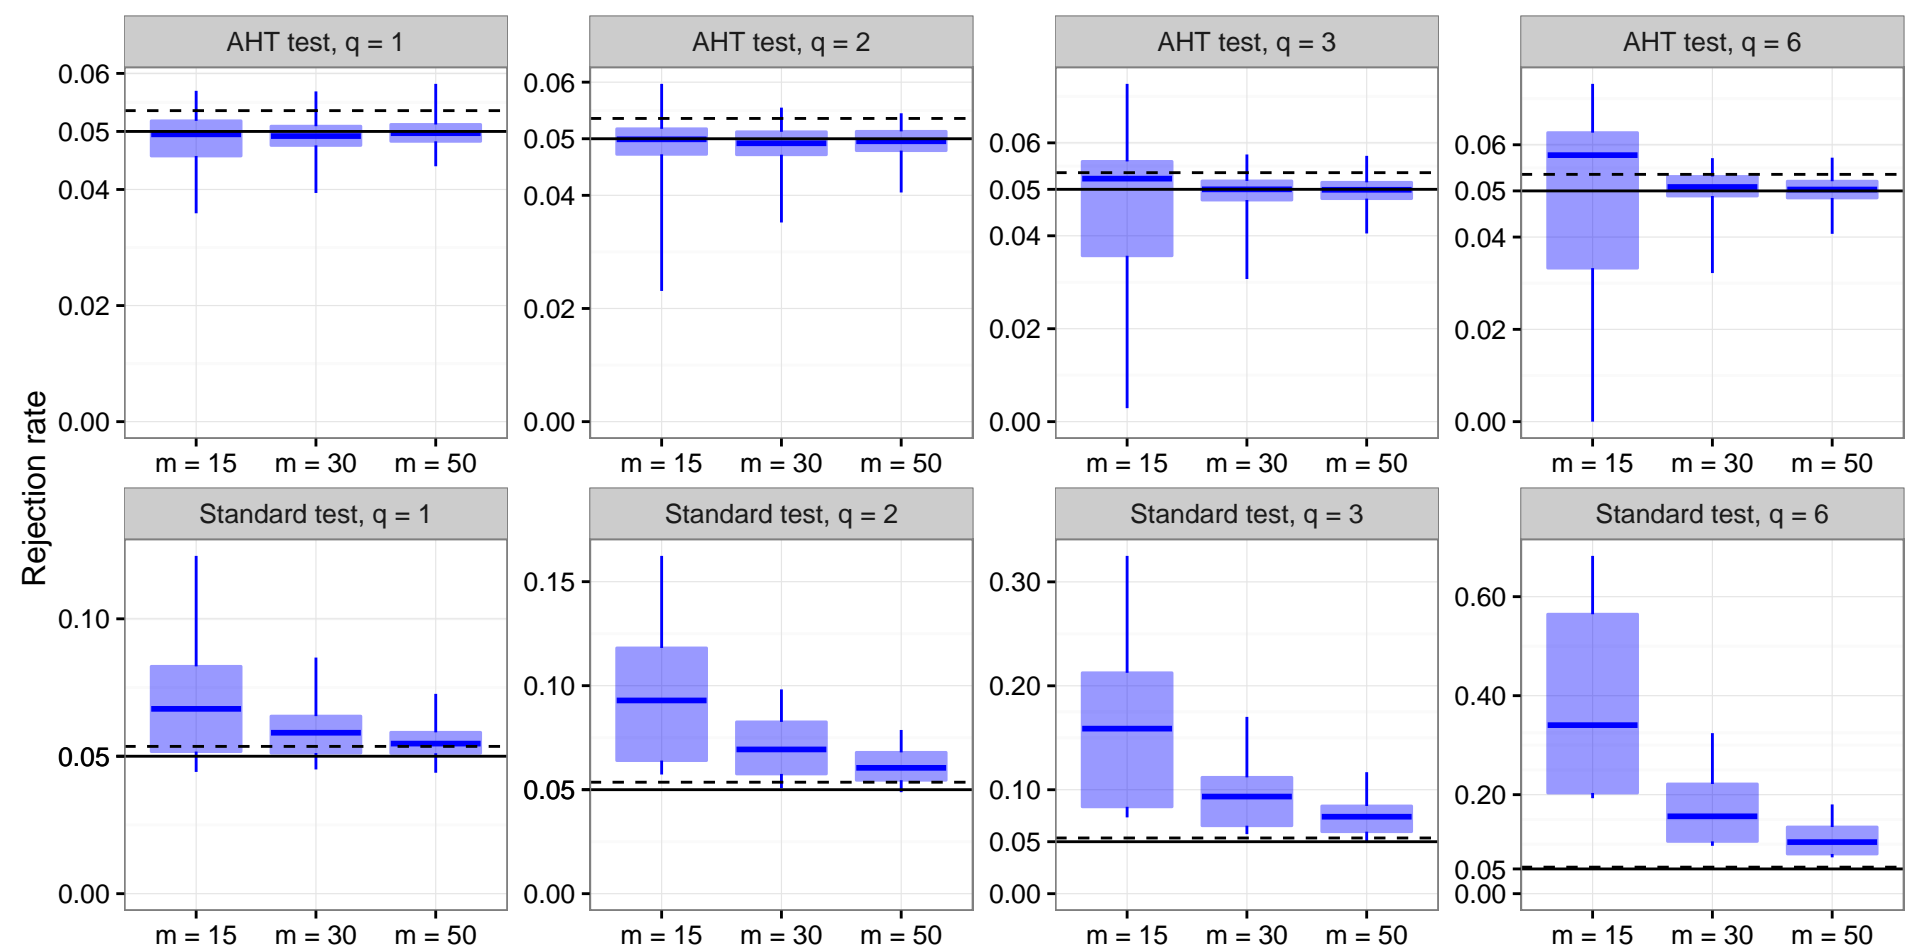 Rejection rate
AHT test, q = 1
AHT test, q = 2
AHT test, q = 3
AHT test, q = 6
0.06
0.05
0.04
0.02
0.00
0.06
0.05
0.04
0.02
0.00
0.06
0.05
0.04
0.02
0.00
0.06
0.05
0.04
0.02
0.00
m = 15 m = 30 m = 50
m = 15 m = 30 m = 50
m = 15 m = 30 m = 50
m = 15 m = 30 m = 50
Standard test, q = 1
Standard test, q = 2
Standard test, q = 3
Standard test, q = 6
0.10
0.05
0.00
0.15
0.10
0.05
0.00
0.30
0.20
0.10
0.05
0.00
0.60
0.40
0.20
0.05
0.00
m = 15 m = 30 m = 50
m = 15 m = 30 m = 50
m = 15 m = 30 m = 50
m = 15 m = 30 m = 50